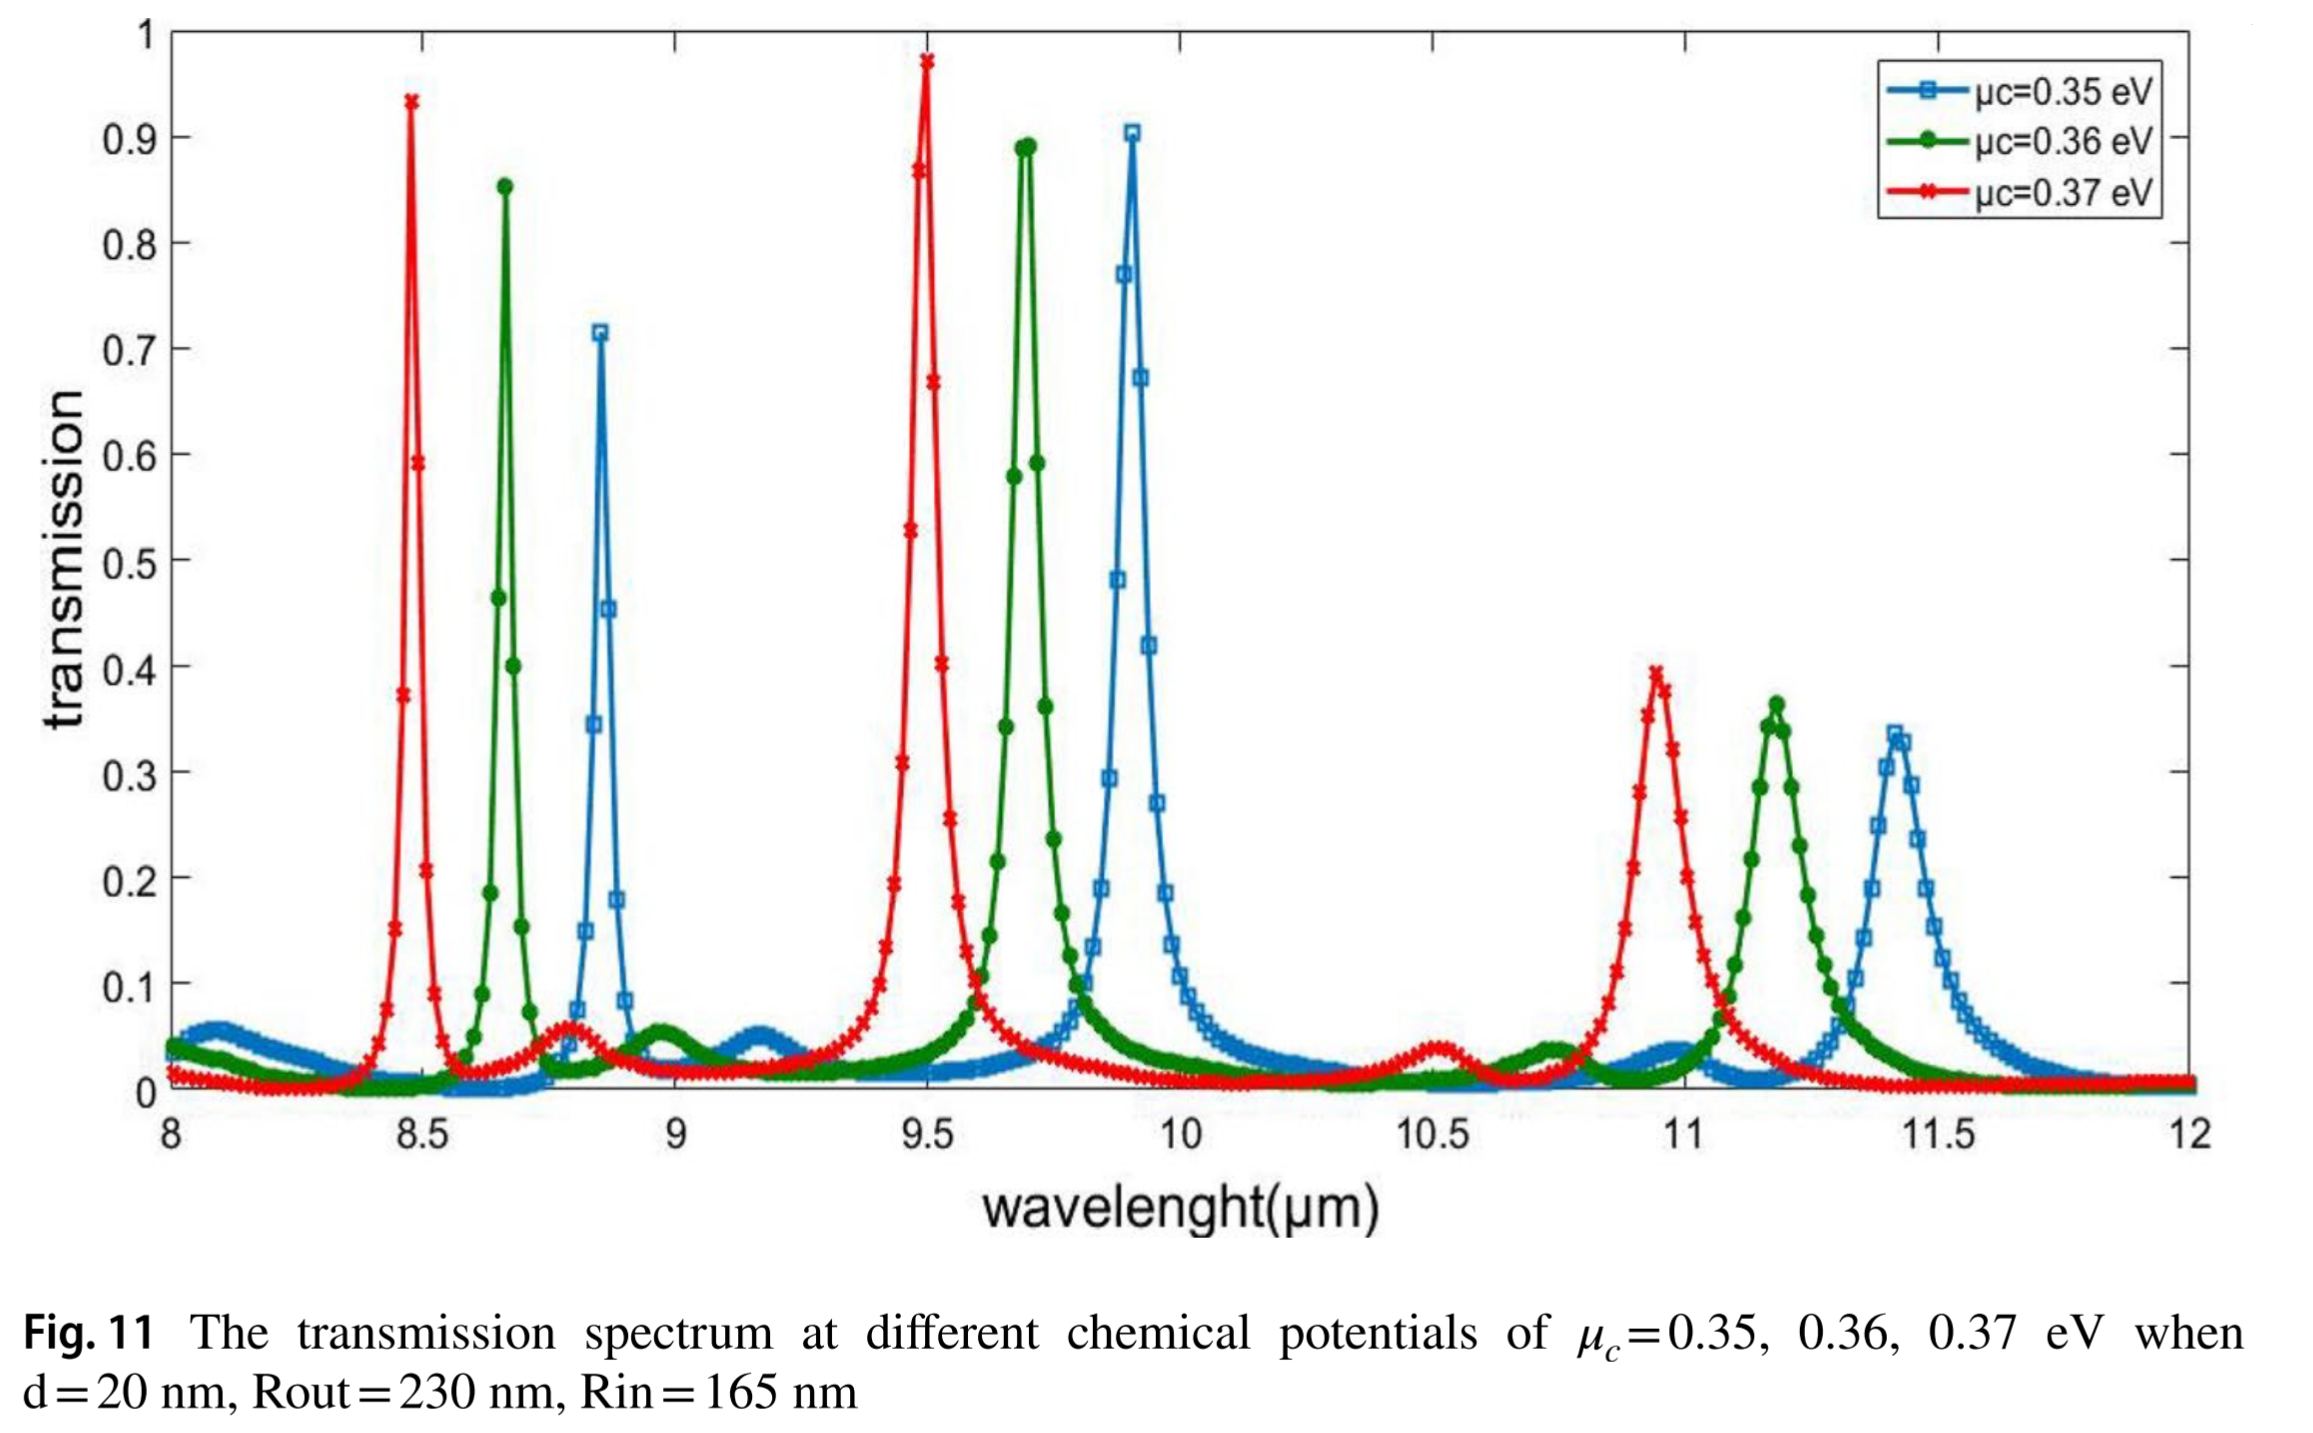 1
0.9
0.8
0.7
0.6
0.5
0.4
0.3
0.2
0.1
0
transmission
µc=0.35 eV
µc=0.36 eV
µc=0.37 eV
8 8.5 9 9.5 10 10.5 11 11.5 12
wavelenght(µm)
Fig. 11 The transmission spectrum at different chemical potentials of μc=0.35, 0.36, 0.37 eV when
d=20 nm, Rout=230 nm, Rin=165 nm